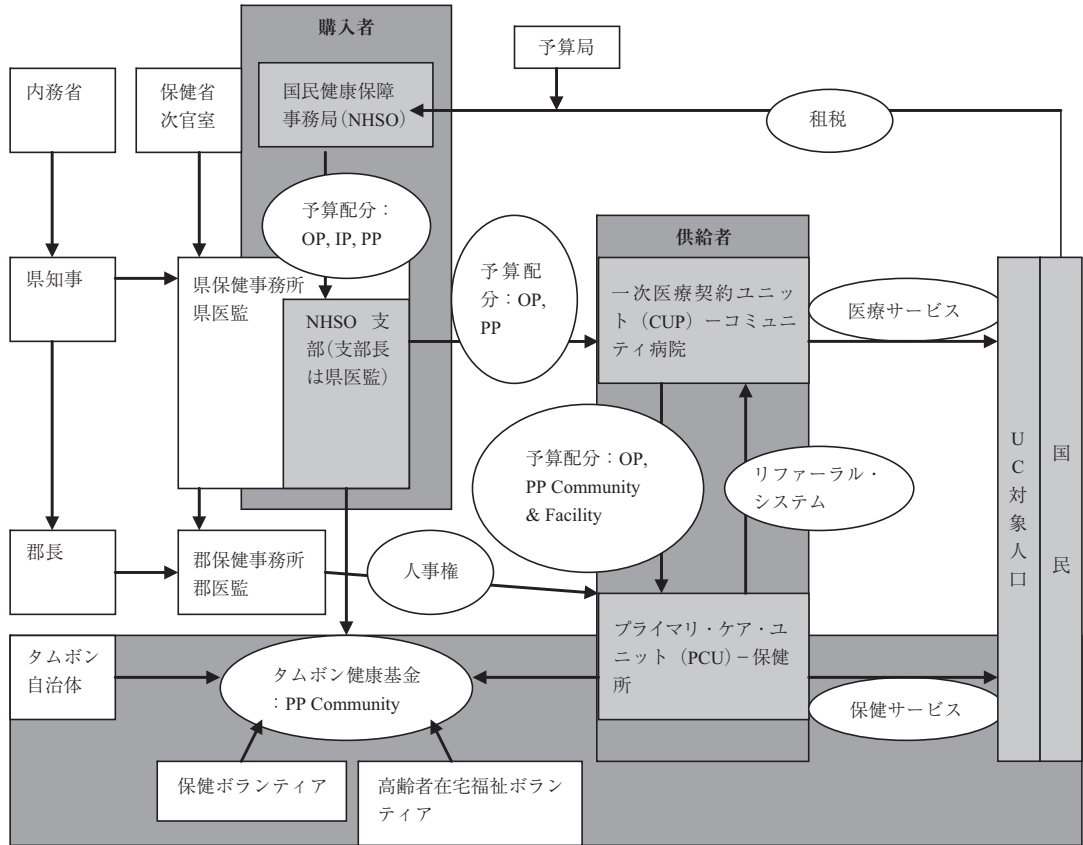 購入者
予算局
内務省
保健省
次官室
国民健康保障
事務局(NHSO)
租税
予算配分：
OP, IP, PP
供給者
県知事
県保健事務所
県医監
NHSO 支
部(支部長
は県医監)
予算配
分：OP,
PP
一次医療契約ユニッ
ト（CUP）ーコミュニ
ティ病院
医療サービス
予算配分：OP,
PP Community
& Facility
リファーラル・
システム
UC対象人口
国民
郡長
郡保健事務所
郡医監
人事権
タムボン
自治体
タムボン健康基金
：PP Community
プライマリ・ケア・ユ
ニット（PCU）−保健
所
保健サービス
保健ボランティア
高齢者在宅福祉ボラン
ティア